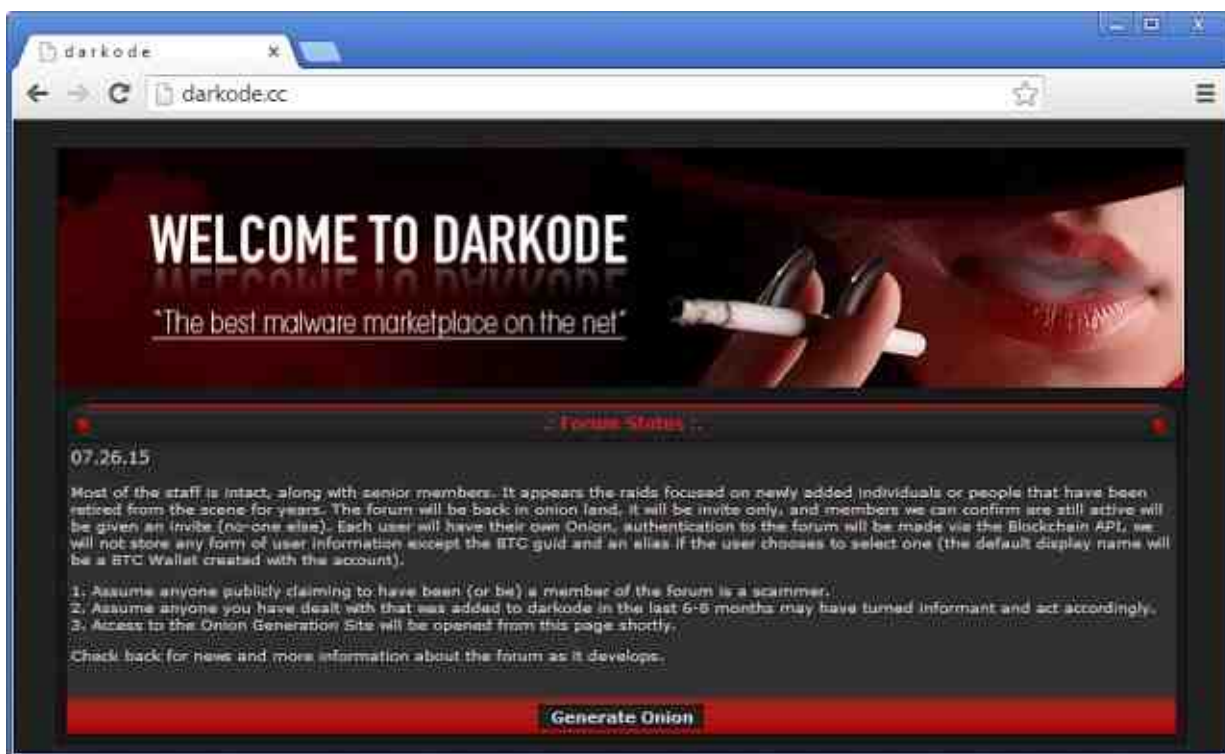 darkode
darkode.cc
WELCOME TO DARKODE
"The best malware marketplace on the net"
.: Forum Status :.
07.26.15
Most of the staff is intact, along with senior members. It appears the raids focused on newly added individuals or people that have been
retired from the scene for years. The forum will be back in onion land, it will be invite only, and members we can confirm are still active will
be given an invite (no-one else). Each user will have their own Onion, authentication to the forum will be made via the Blockchain API, we
will not store any form of user information except the BTC guid and an alias if the user chooses to select one (the default display name will
be a BTC Wallet created with the account).
1. Assume anyone publicly claiming to have been (or be) a member of the forum is a scammer.
2. Assume anyone you have dealt with that was added to darkode in the last 6-8 months may have turned informant and act accordingly.
3. Access to the Onion Generation Site will be opened from this page shortly.
Check back for news and more information about the forum as it develops.
Generate Onion